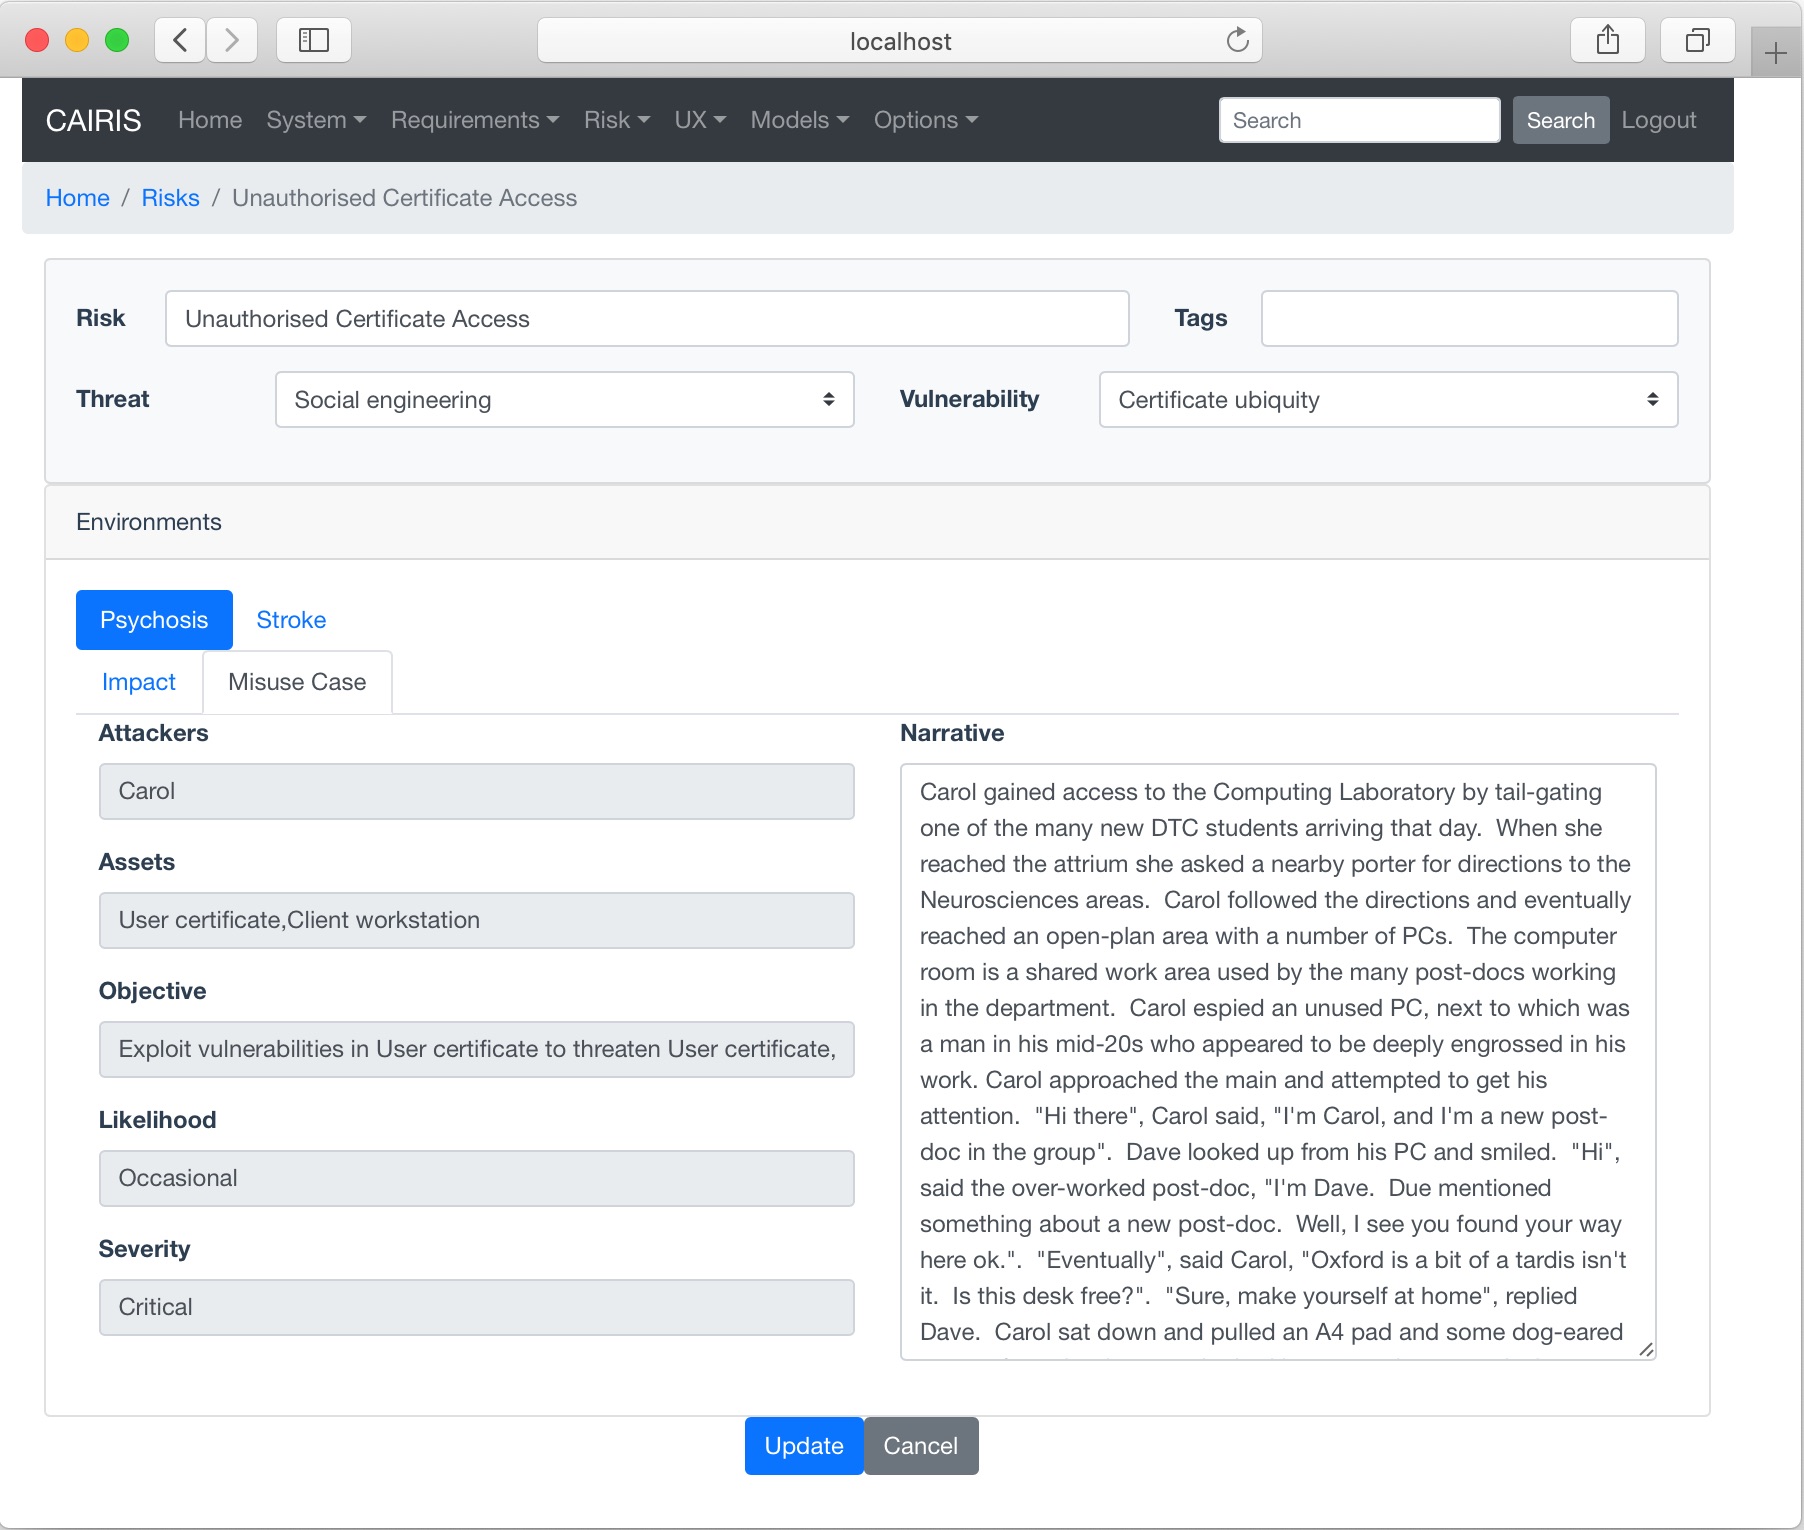 localhost
CAIRIS Home System Requirements Risk UX Models Options Search Search Logout
Home / Risks / Unauthorised Certificate Access
Risk Unauthorised Certificate Access Tags
Threat Social engineering Vulnerability Certificate ubiquity
Environments
Psychosis Stroke
Impact Misuse Case
Attackers
Carol
Assets
User certificate,Client workstation
Objective
Exploit vulnerabilities in User certificate to threaten User certificate,
Likelihood
Occasional
Severity
Critical
Narrative
Carol gained access to the Computing Laboratory by tail-gating
one of the many new DTC students arriving that day.  When she
reached the attrium she asked a nearby porter for directions to the
Neurosciences areas.  Carol followed the directions and eventually
reached an open-plan area with a number of PCs.  The computer
room is a shared work area used by the many post-docs working
in the department.  Carol espied an unused PC, next to which was
a man in his mid-20s who appeared to be deeply engrossed in his
work. Carol approached the main and attempted to get his
attention.  "Hi there", Carol said, "I'm Carol, and I'm a new post-
doc in the group".  Dave looked up from his PC and smiled.  "Hi",
said the over-worked post-doc, "I'm Dave.  Due mentioned
something about a new post-doc.  Well, I see you found your way
here ok.".  "Eventually", said Carol, "Oxford is a bit of a tardis isn't
it.  Is this desk free?".  "Sure, make yourself at home", replied
Dave.  Carol sat down and pulled an A4 pad and some dog-eared
Update Cancel